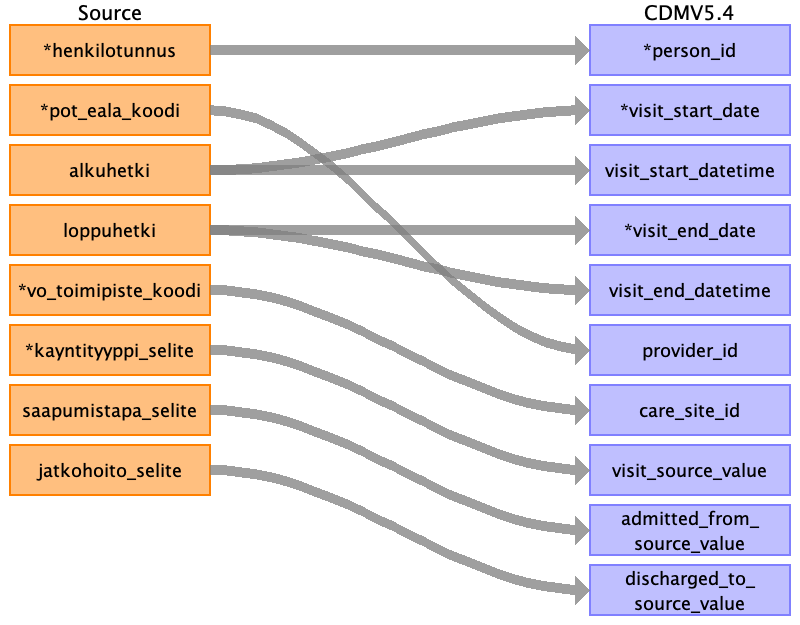 Source
CDMV5.4
*henkilotunnus
*person_id
*pot_eala_koodi
*visit_start_date
alkuhetki
visit_start_datetime
loppuhetki
*visit_end_date
*vo_toimipiste_koodi
visit_end_datetime
*kayntityyppi_selite
provider_id
saapumistapa_selite
care_site_id
jatkohoito_selite
visit_source_value
admitted_from_
source_value
discharged_to_
source_value